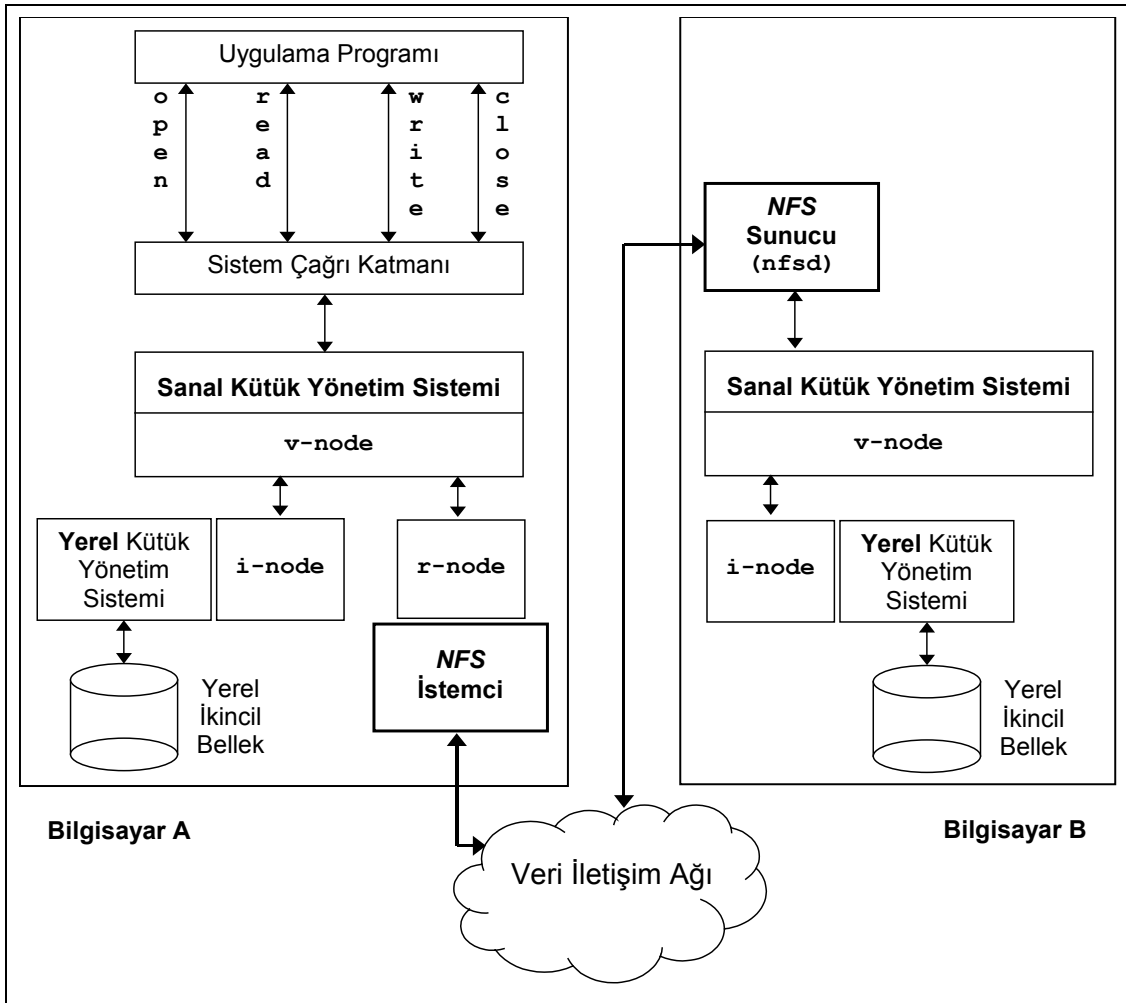 Uygulama Programı
open
read
write
close
Sistem Çağrı Katmanı
Sanal Kütük Yönetim Sistemi
v-node
Yerel Kütük
Yönetim
Sistemi
i-node
r-node
NFS
İstemci
Yerel
İkincil
Bellek
Bilgisayar A
NFS
Sunucu
(nfsd)
Sanal Kütük Yönetim Sistemi
v-node
i-node
Yerel Kütük
Yönetim
Sistemi
Yerel
İkincil
Bellek
Bilgisayar B
Veri İletişim Ağı